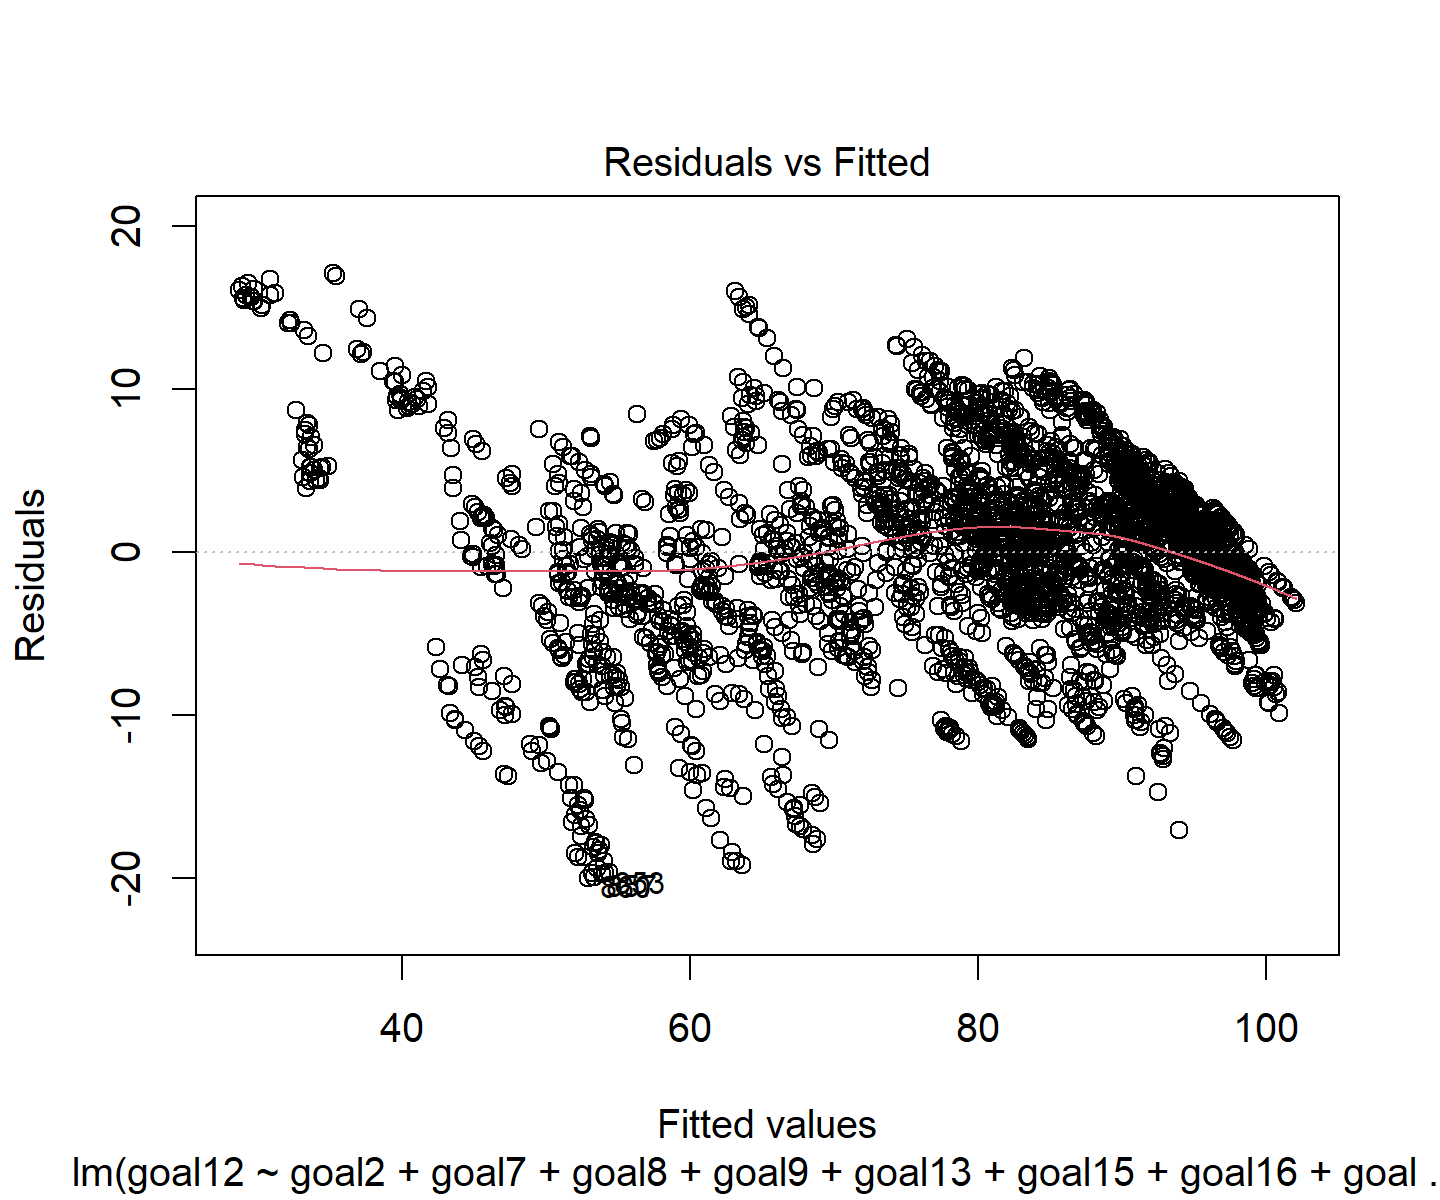 Residuals vs Fitted
20
10
0
-10
-20
Residuals
40 60 80 100
Fitted values
lm(goal12 ~ goal2 + goal7 + goal8 + goal9 + goal13 + goal15 + goal16 + goal .